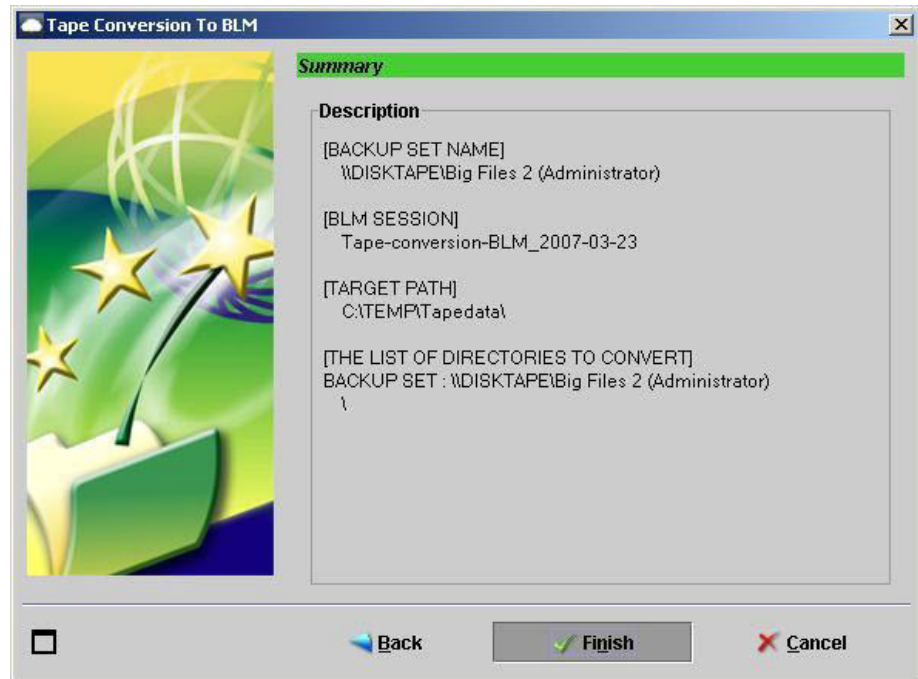 Tape Conversion To BLM
Summary
Description
[BACKUP SET NAME]
\\DISKTAPE\Big Files 2 (Administrator)
[BLM SESSION]
Tape-conversion-BLM_2007-03-23
[TARGET PATH]
C:\TEMP\Tapedata\
[THE LIST OF DIRECTORIES TO CONVERT]
BACKUP SET : \\DISKTAPE\Big Files 2 (Administrator)
\
Back Finish Cancel